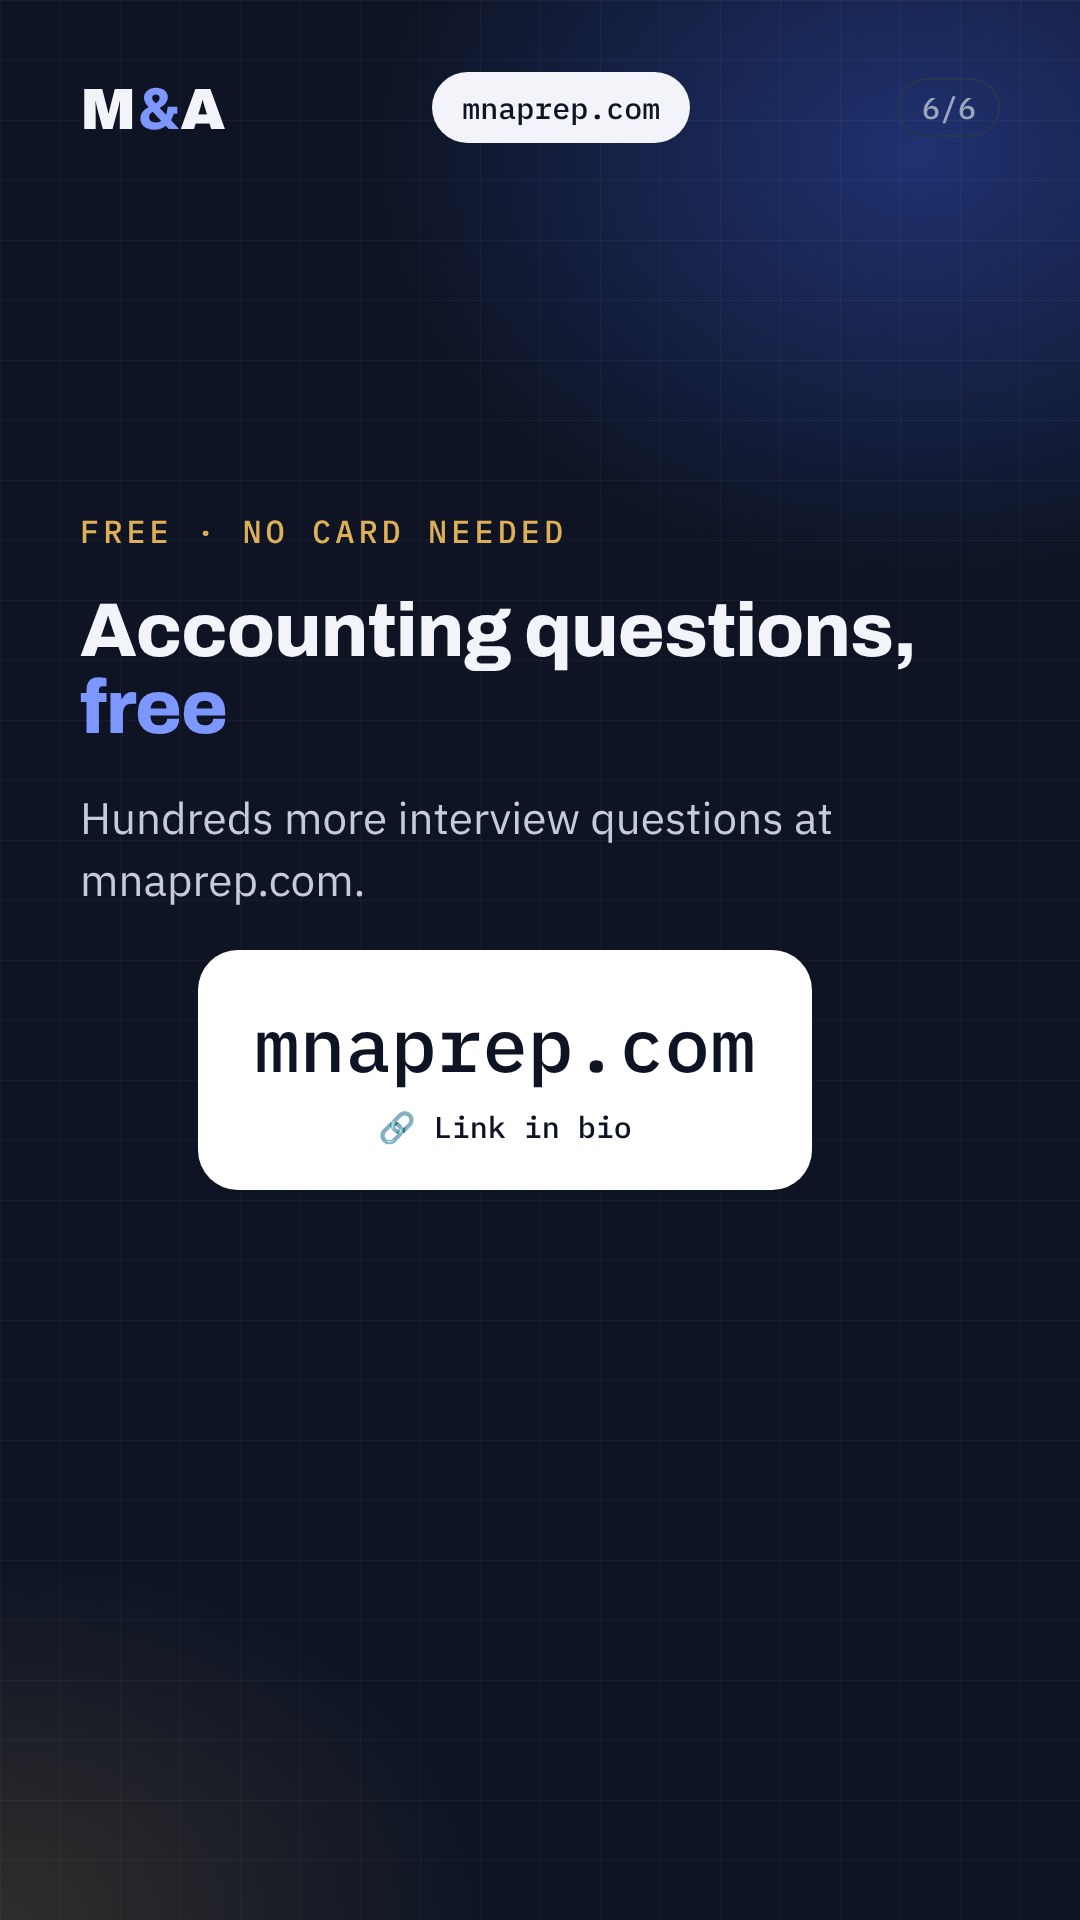 M&A
mnaprep.com
6/6
FREE · NO CARD NEEDED
Accounting questions,
free
Hundreds more interview questions at
mnaprep.com.
mnaprep.com
🔗 Link in bio